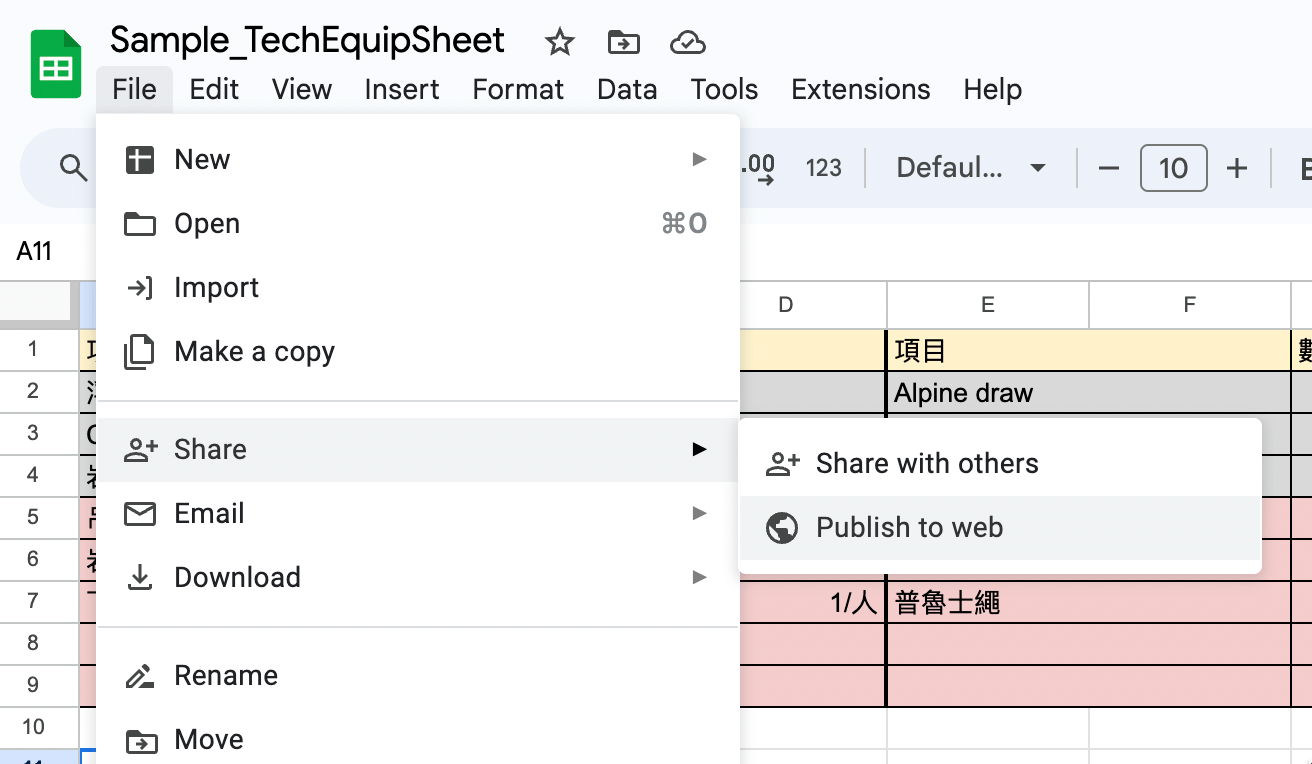 Sample_TechEquipSheet
File Edit View Insert Format Data Tools Extensions Help
New
.00 123 Defaul... 10
Open ⌘O
A11
Import
D E F
Make a copy
1 項目
2 Alpine draw
3
Share
Share with others
4
Email
5
Publish to web
6
Download
7 1/人 普魯士繩
8
Rename
9
10
Move
11